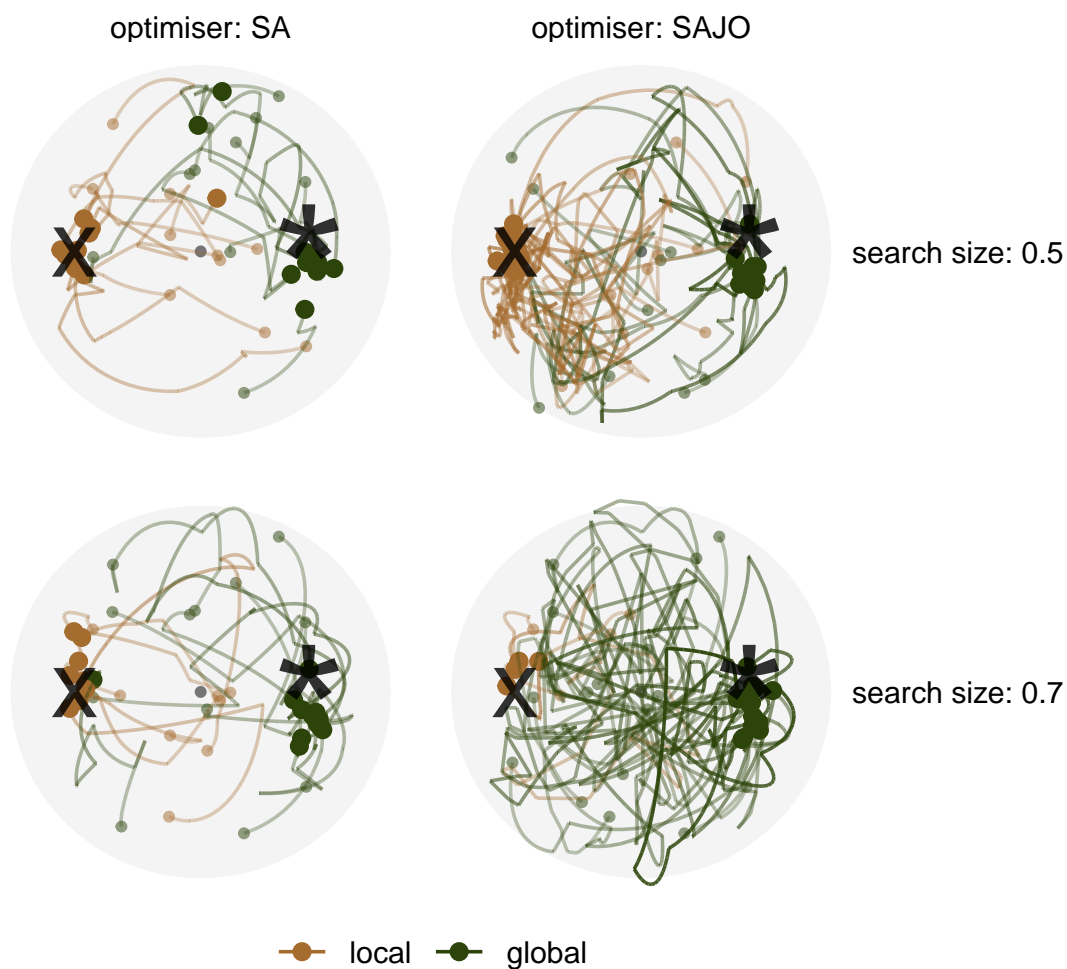 optimiser: SA
optimiser: SAJO
X
*
X
*
search size: 0.5
X
*
X
*
search size: 0.7
local
global